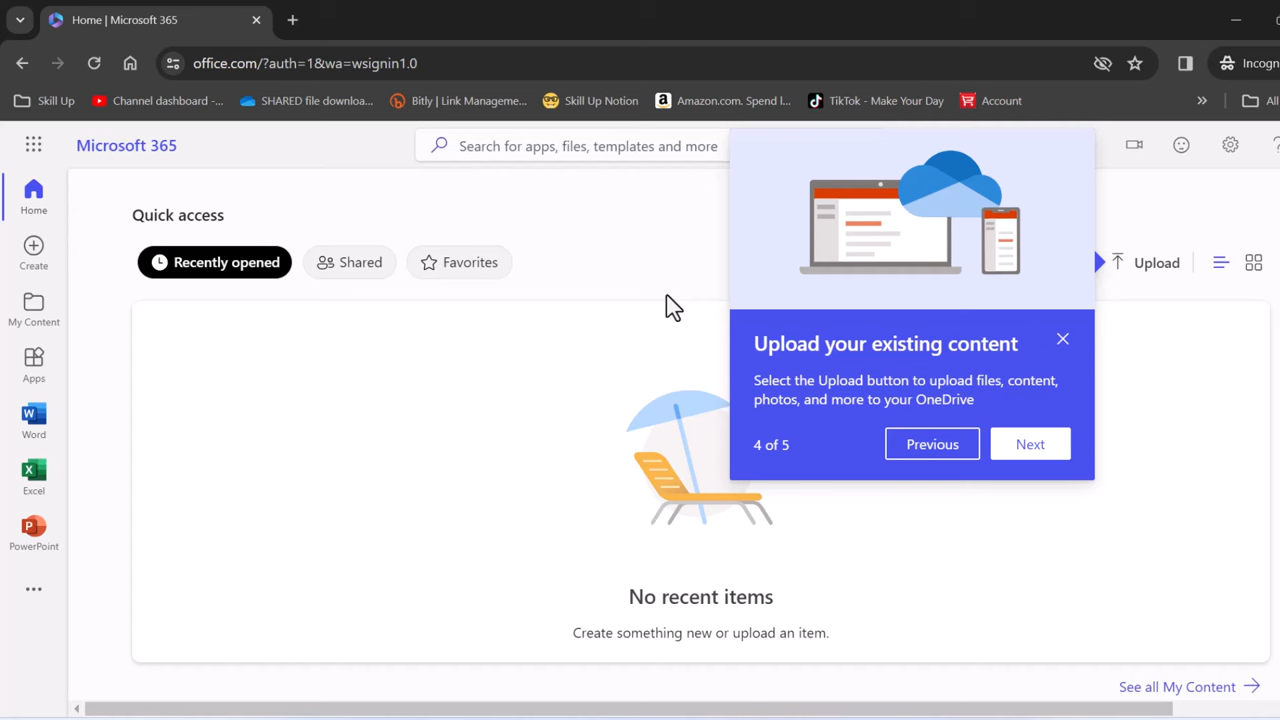 Home | Microsoft 365
office.com/?auth=1&wa=wsignin1.0
Incogn
Skill Up
Channel dashboard -...
SHARED file downloa...
Bitly | Link Manageme...
Skill Up Notion
Amazon.com. Spend l...
TikTok - Make Your Day
Account
All
Microsoft 365
Search for apps, files, templates and more
Home
Create
My Content
Apps
Word
Excel
PowerPoint
Quick access
Recently opened
Shared
Favorites
Upload
Upload your existing content
Select the Upload button to upload files, content,
photos, and more to your OneDrive
4 of 5
Previous
Next
No recent items
Create something new or upload an item.
See all My Content